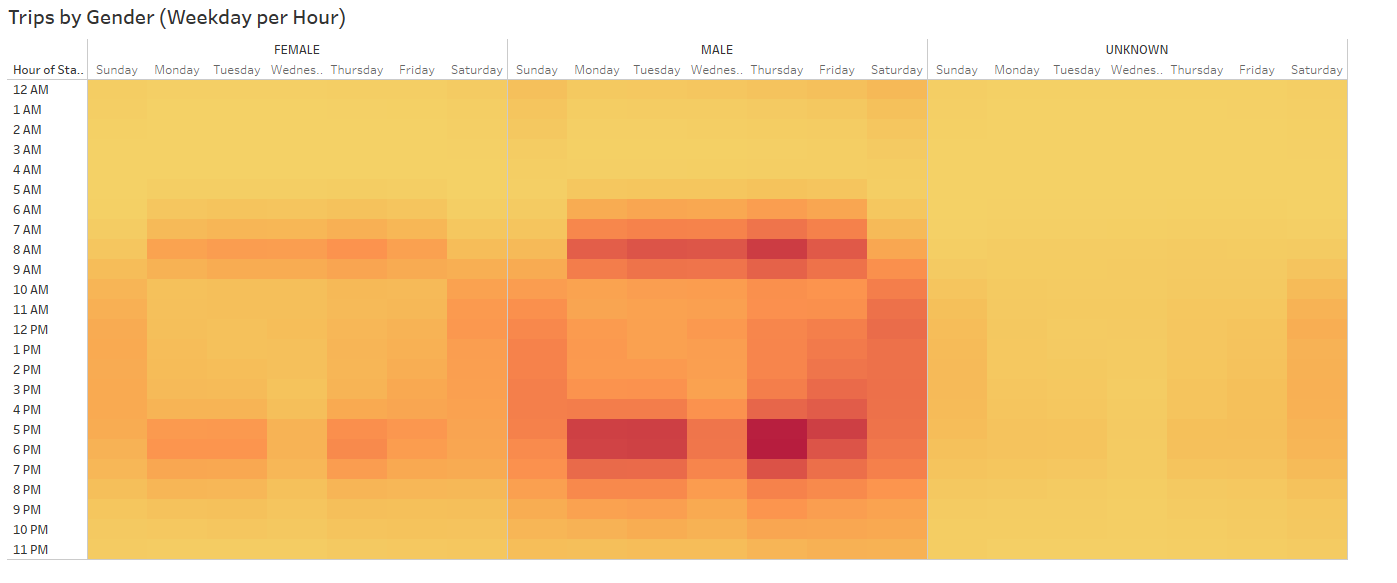 Trips by Gender (Weekday per Hour)
FEMALE MALE UNKNOWN
Hour of Sta.. Sunday Monday Tuesday Wednes.. Thursday Friday Saturday Sunday Monday Tuesday Wednes.. Thursday Friday Saturday Sunday Monday Tuesday Wednes.. Thursday Friday Saturday
12 AM
1 AM
2 AM
3 AM
4 AM
5 AM
6 AM
7 AM
8 AM
9 AM
10 AM
11 AM
12 PM
1 PM
2 PM
3 PM
4 PM
5 PM
6 PM
7 PM
8 PM
9 PM
10 PM
11 PM